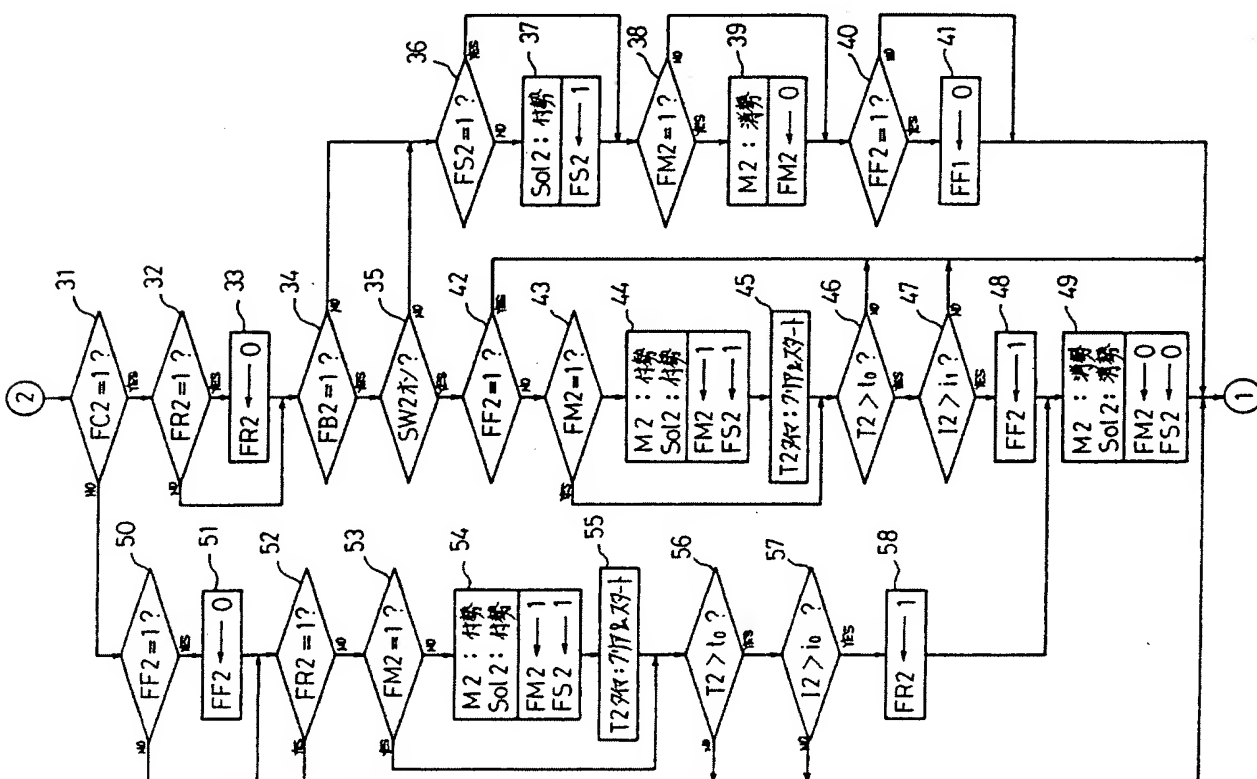 2
31
FC2=1?
NO
YES
32
FR2=1?
NO
YES
33
FR2 ← 0
34
FB2=1?
NO
YES
35
SW2オン?
NO
YES
36
FS2=1?
YES
NO
37
Sol2:付勢
FS2 ← 1
38
FM2=1?
NO
YES
39
M2:消勢
FM2 ← 0
40
FF2=1?
NO
YES
41
FF1 ← 0
42
FF2=1?
YES
NO
43
FM2=1?
YES
44
M2:付勢
Sol2:付勢
FM2 ← 1
FS2 ← 1
45
T2タイマ:クリア&スタート
46
T2>t₀?
NO
YES
47
I2>i₁?
NO
YES
48
FF2 ← 1
49
M2:消勢
Sol2:消勢
FM2 ← 0
FS2 ← 0
50
FF2=1?
NO
YES
51
FF2 ← 0
52
FR2=1?
YES
NO
53
FM2=1?
YES
NO
54
M2:付勢
Sol2:付勢
FM2 ← 1
FS2 ← 1
55
T2タイマ:クリア&スタート
56
T2>t₀?
NO
YES
57
I2>i₀?
NO
YES
58
FR2 ← 1
1